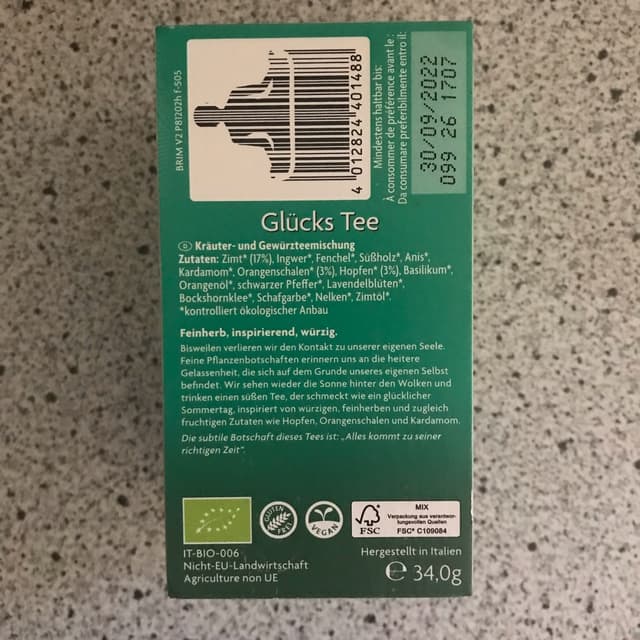 BRIM V2 P81202h f-505
4 012824 401488
Mindestens haltbar bis:
À consommer de préférence avant le :
Da consumare preferibilmente entro il:
30/09/2022
099 26 1707
Glücks Tee
D Kräuter- und Gewürzteemischung
Zutaten: Zimt* (17%), Ingwer*, Fenchel*, Süßholz*, Anis*,
Kardamom*, Orangenschalen* (3%), Hopfen* (3%), Basilikum*,
Orangenöl*, schwarzer Pfeffer*, Lavendelblüten*,
Bockshornklee*, Schafgarbe*, Nelken*, Zimtöl*.
*kontrolliert ökologischer Anbau
Feinherb, inspirierend, würzig.
Bisweilen verlieren wir den Kontakt zu unserer eigenen Seele.
Feine Pflanzenbotschaften erinnern uns an die heitere
Gelassenheit, die sich auf dem Grunde unseres eigenen Selbst
befindet. Wir sehen wieder die Sonne hinter den Wolken und
trinken einen süßen Tee, der schmeckt wie ein glücklicher
Sommertag, inspiriert von würzigen, feinherben und zugleich
fruchtigen Zutaten wie Hopfen, Orangenschalen und Kardamom.
Die subtile Botschaft dieses Tees ist: „Alles kommt zu seiner
richtigen Zeit“.
GLUTEN FREI
VEGAN
FSC
MIX
Verpackung aus verantwor-
tungsvollen Quellen
FSC® C109084
IT-BIO-006
Nicht-EU-Landwirtschaft
Agriculture non UE
Hergestellt in Italien
℮ 34,0g